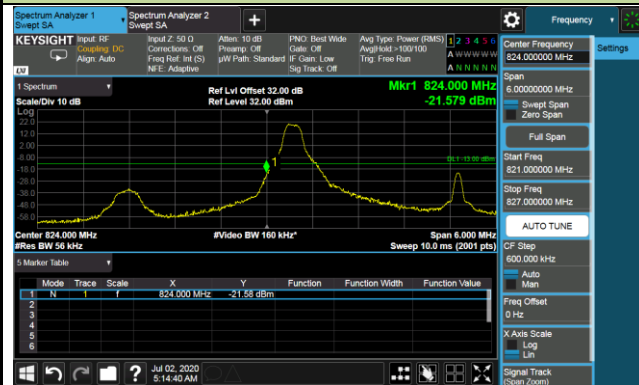 Spectrum Analyzer 1
Swept SA
Spectrum Analyzer 2
Swept SA
+
Frequency
KEYSIGHT
Input: RF
Coupling: DC
Align: Auto
Input Z: 50 Ω
Corrections: Off
Freq Ref: Int (S)
NFE: Adaptive
Atten: 10 dB
Preamp: Off
µW Path: Standard
PNO: Best Wide
Gate: Off
IF Gain: Low
Sig Track: Off
Avg Type: Power (RMS)
Avg|Hold:>100/100
Trig: Free Run
1 2 3 4 5 6
A W W W W W
A N N N N N
LXI
1 Spectrum
Scale/Div 10 dB
Ref Lvl Offset 32.00 dB
Ref Level 32.00 dBm
Mkr1 824.000 MHz
-21.579 dBm
Log
22.0
12.0
2.00
-8.00
-18.0
-28.0
-38.0
-48.0
-58.0
1
DL1 -13.00 dBm
Center 824.000 MHz
#Res BW 56 kHz
#Video BW 160 kHz*
Span 6.000 MHz
Sweep 10.0 ms (2001 pts)
5 Marker Table
Mode Trace Scale X Y Function Function Width Function Value
1 N 1 f 824.000 MHz -21.58 dBm
2
3
4
5
6
Jul 02, 2020
5:14:40 AM
Center Frequency
824.000000 MHz
Settings
Span
6.00000000 MHz
Swept Span
Zero Span
Full Span
Start Freq
821.000000 MHz
Stop Freq
827.000000 MHz
AUTO TUNE
CF Step
600.000 kHz
Auto
Man
Freq Offset
0 Hz
X Axis Scale
Log
Lin
Signal Track
(Span Zoom)